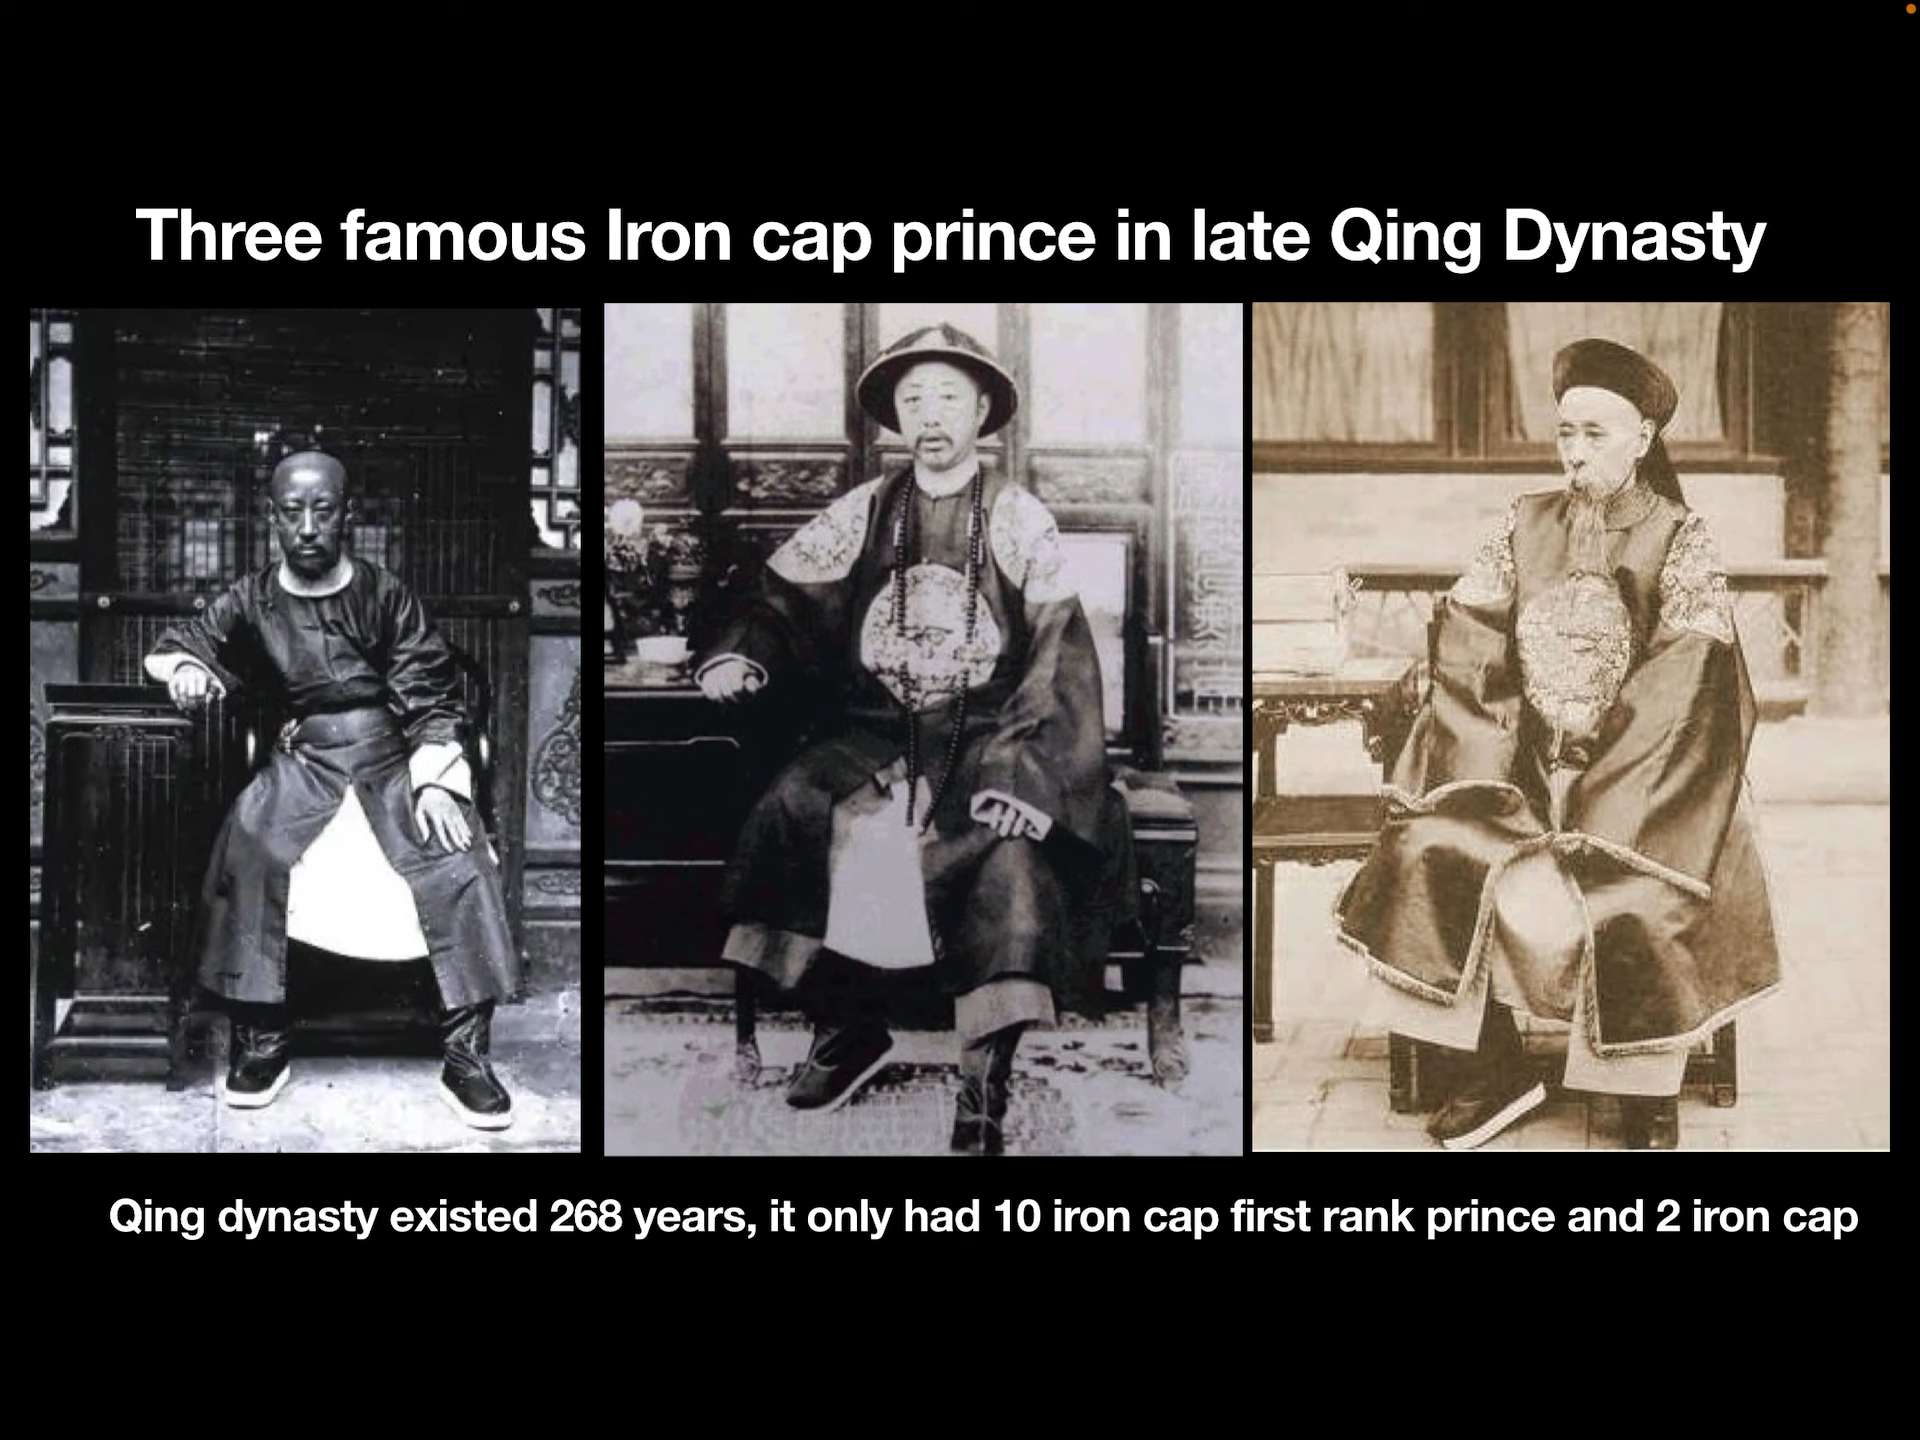 Three famous Iron cap prince in late Qing Dynasty
Qing dynasty existed 268 years, it only had 10 iron cap first rank prince and 2 iron cap